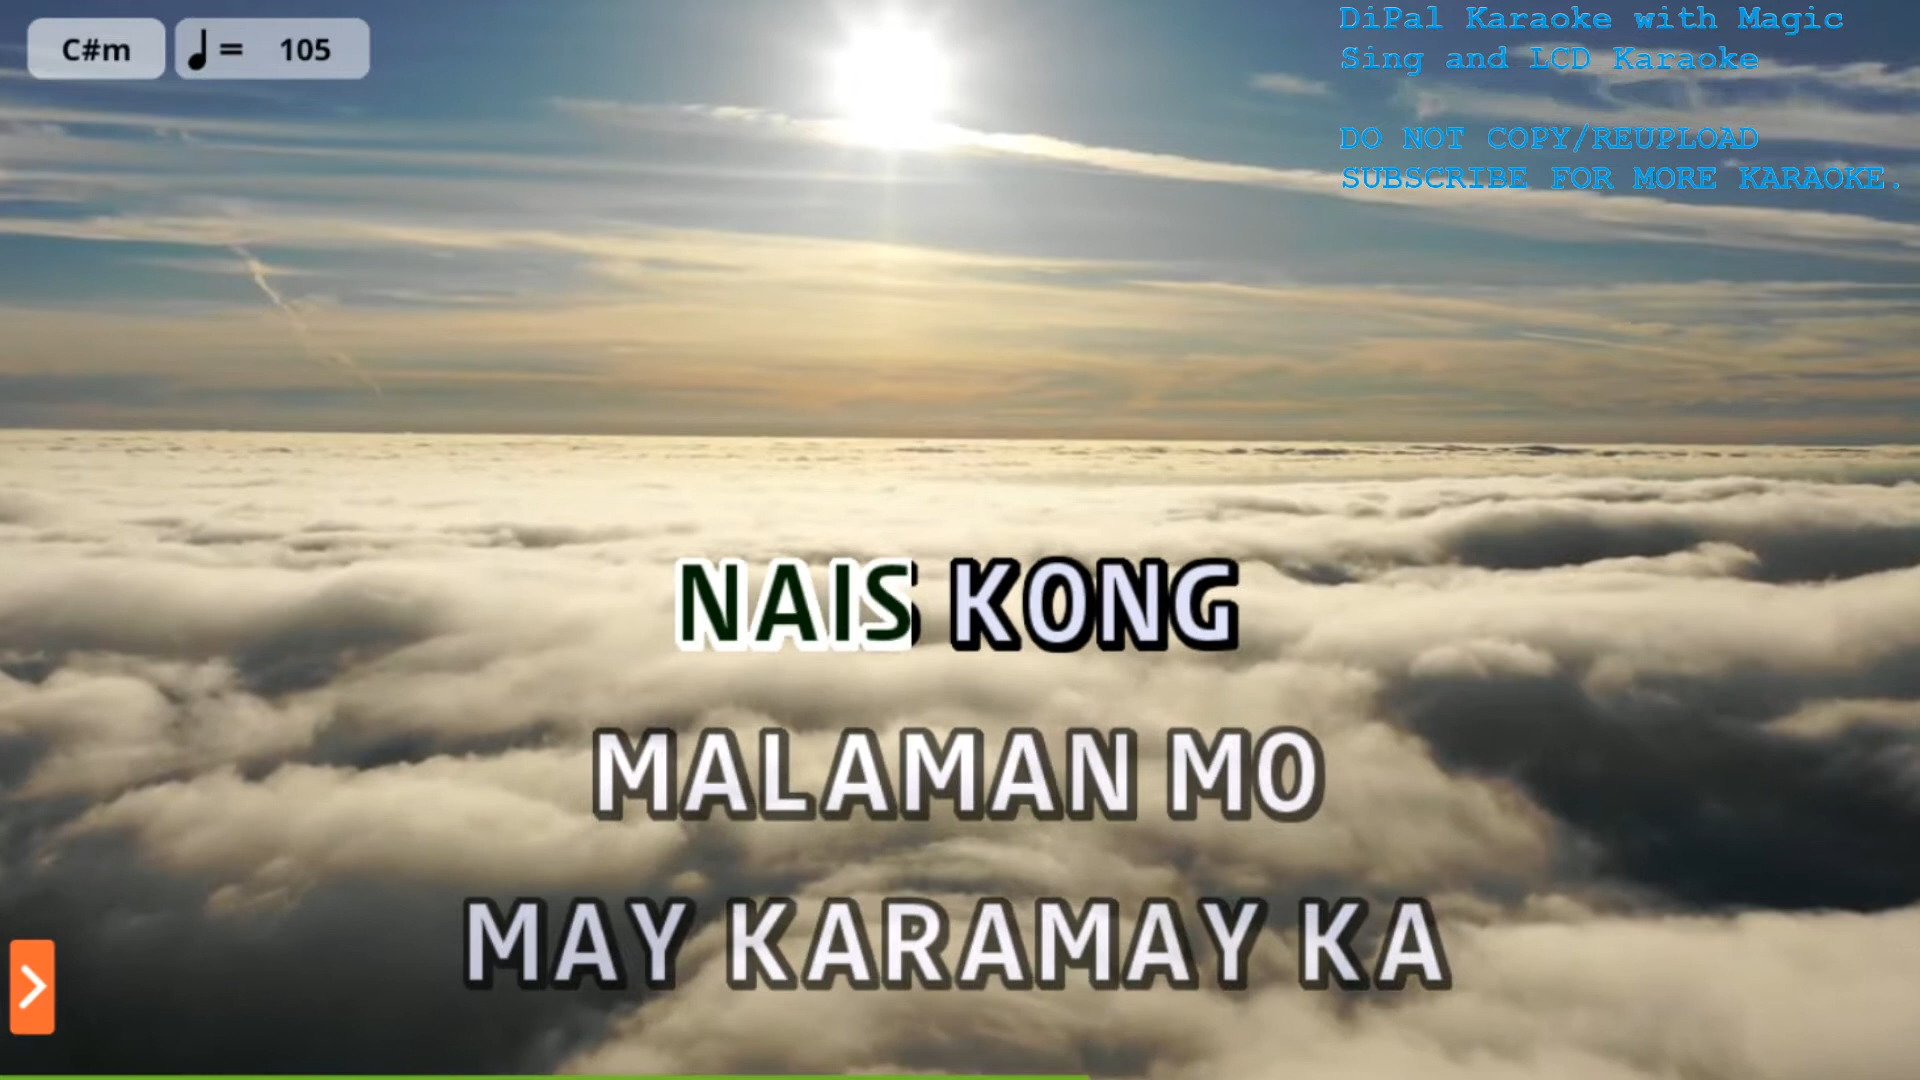 C#m
♩= 105
DiPal Karaoke with Magic
Sing and LCD Karaoke
DO NOT COPY/REUPLOAD
SUBSCRIBE FOR MORE KARAOKE.
NAIS KONG
MALAMAN MO
MAY KARAMAY KA